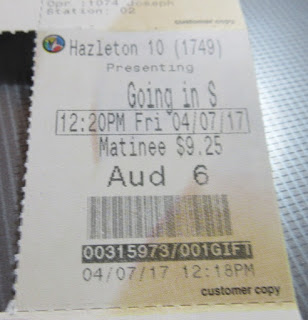 Opr :1074 Joseph
Station: 02
customer copy
Hazleton 10 (1749)
Presenting
Going in S
12:20PM Fri 04/07/17
Matinee $9.25
Aud 6
00315973/001GIFT
04/07/17 12:18PM
customer copy